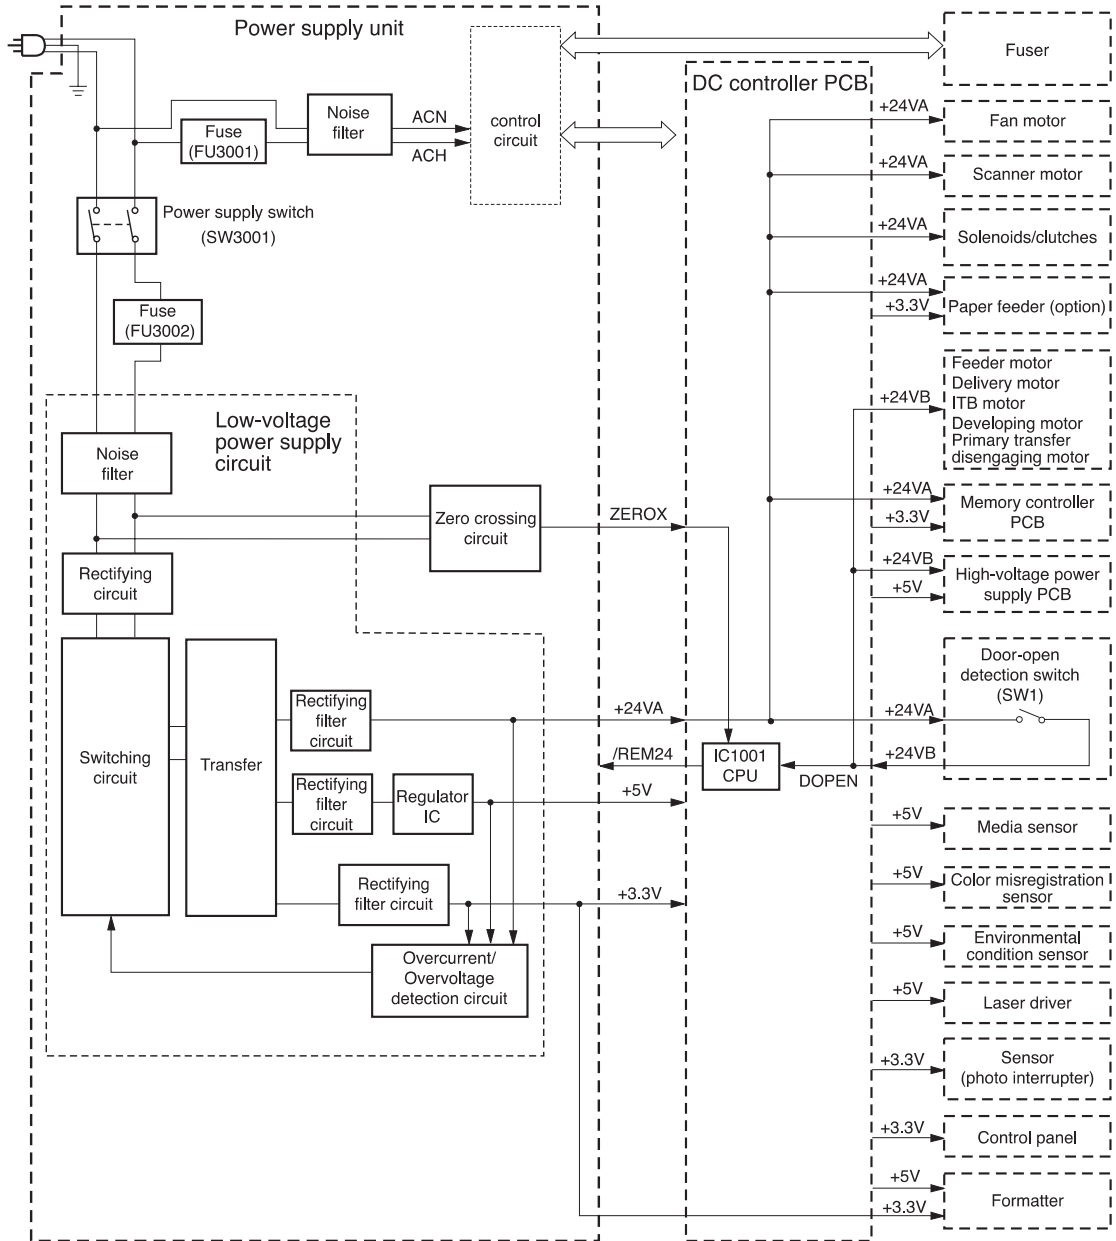 Power supply unit
control
circuit
Noise
filter
ACN
ACH
Fuse
(FU3001)
Power supply switch
(SW3001)
Fuse
(FU3002)
Low-voltage
power supply
circuit
Noise
filter
Zero crossing
circuit
ZEROX
Rectifying
circuit
Switching
circuit
Transfer
Rectifying
filter
circuit
+24VA
/REM24
Rectifying
filter
circuit
Regulator
IC
+5V
Rectifying
filter circuit
+3.3V
Overcurrent/
Overvoltage
detection circuit
DC controller PCB
IC1001
CPU
DOPEN
Fuser
+24VA
Fan motor
+24VA
Scanner motor
+24VA
Solenoids/clutches
+24VA
+3.3V
Paper feeder (option)
+24VB
Feeder motor
Delivery motor
ITB motor
Developing motor
Primary transfer
disengaging motor
+24VA
+3.3V
Memory controller
PCB
+24VB
+5V
High-voltage power
supply PCB
Door-open
detection switch
(SW1)
+24VA
+24VB
+5V
Media sensor
+5V
Color misregistration
sensor
+5V
Environmental
condition sensor
+5V
Laser driver
+3.3V
Sensor
(photo interrupter)
+3.3V
Control panel
+5V
+3.3V
Formatter